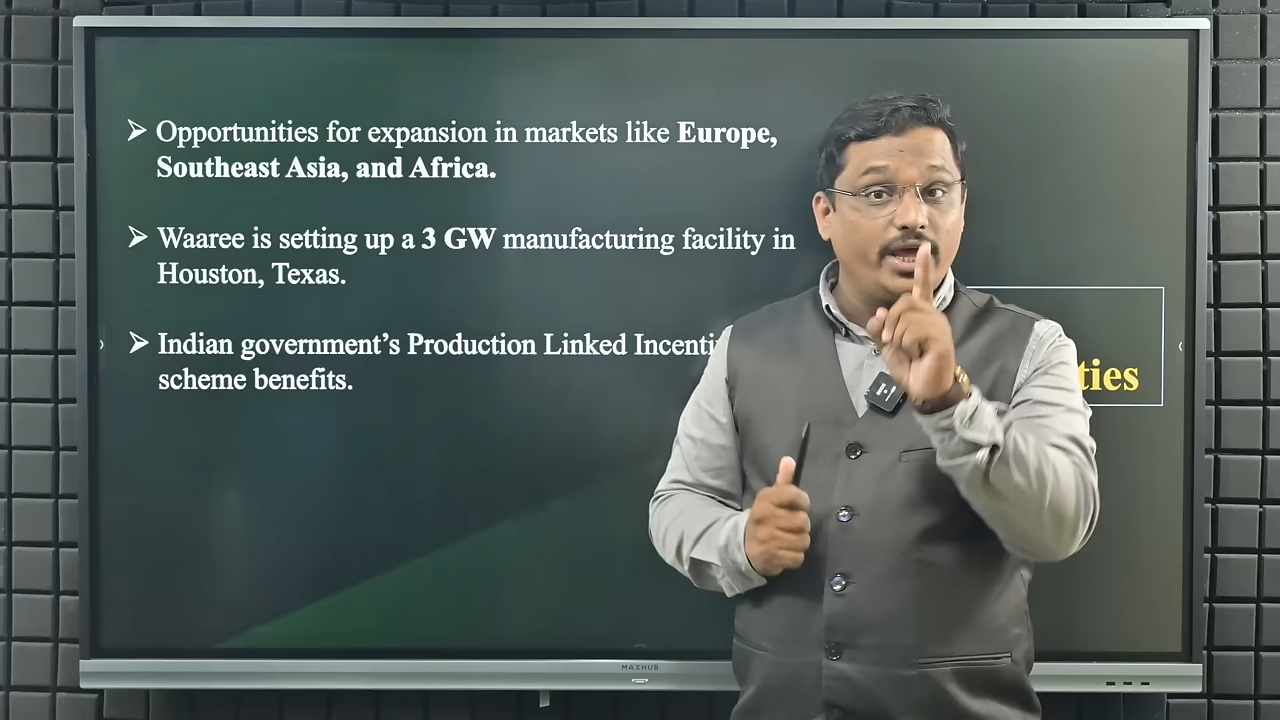 ➢ Opportunities for expansion in markets like Europe,
Southeast Asia, and Africa.
➢ Waaree is setting up a 3 GW manufacturing facility in
Houston, Texas.
➢ Indian government’s Production Linked
scheme benefits.
MAXHUB